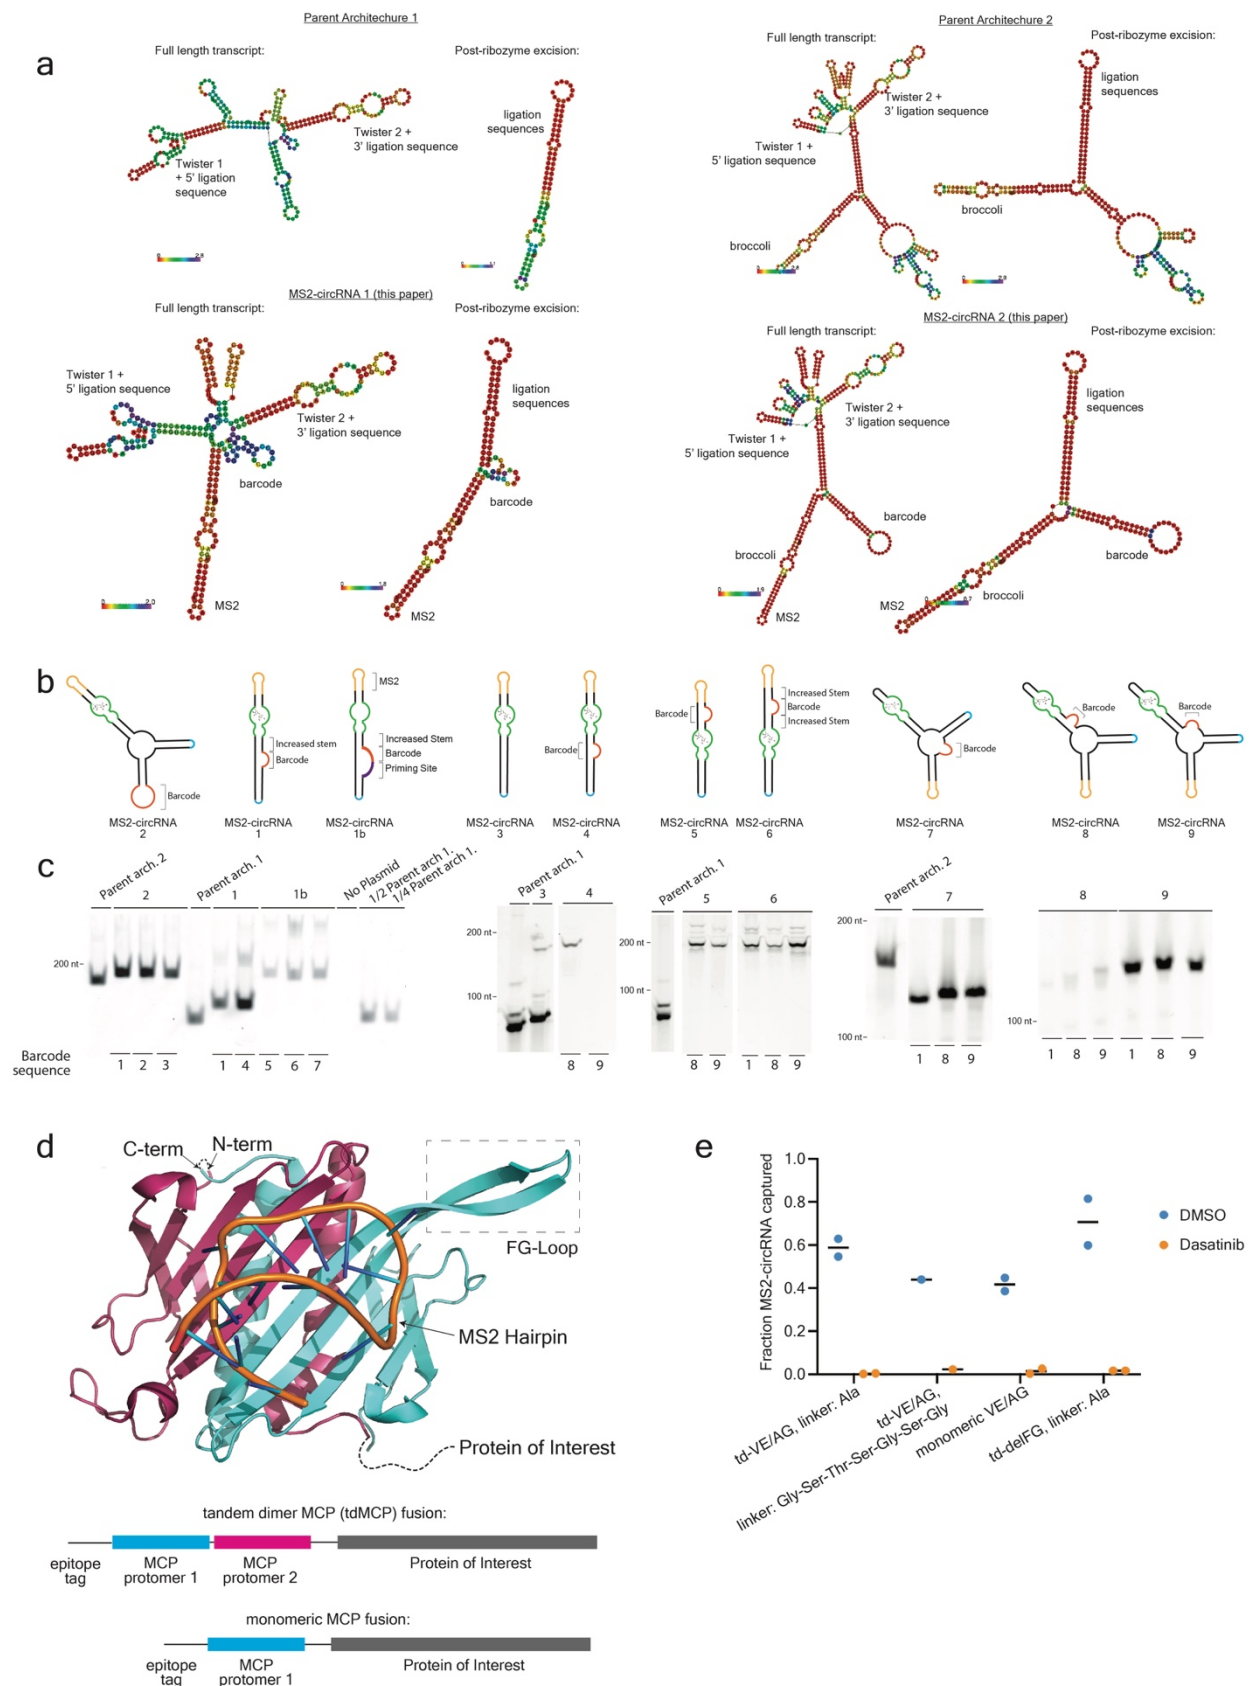 Parent Architechure 1
Parent Architechure 2
a
Full length transcript:
Post-ribozyme excision:
Full length transcript:
Post-ribozyme excision:
ligation
sequences
Twister 2 +
3' ligation sequence
Twister 1
+ 5' ligation
sequence
ligation
sequences
Twister 2 +
3' ligation sequence
Twister 1 +
5' ligation sequence
broccoli
broccoli
MS2-circRNA 1 (this paper)
MS2-circRNA 2 (this paper)
Full length transcript:
Post-ribozyme excision:
Full length transcript:
Post-ribozyme excision:
Twister 1 +
5' ligation sequence
ligation
sequences
Twister 2 +
3' ligation sequence
barcode
barcode
MS2
MS2
ligation
sequences
Twister 2 +
3' ligation sequence
Twister 1 +
5' ligation sequence
barcode
broccoli
barcode
MS2
MS2
broccoli
b
Barcode
MS2-circRNA
2
Increased stem
Barcode
MS2-circRNA
1
MS2
Increased Stem
Barcode
Priming Site
MS2-circRNA
1b
MS2-circRNA
3
Barcode
MS2-circRNA
4
Barcode
MS2-circRNA
5
Increased Stem
Barcode
Increased Stem
MS2-circRNA
6
Barcode
MS2-circRNA
7
Barcode
MS2-circRNA
8
Barcode
MS2-circRNA
9
c
Parent arch. 2
2
Parent arch. 1
1
1b
No Plasmid
1/2 Parent arch 1.
1/4 Parent arch 1.
200 nt
Barcode
sequence
1 2 3 1 4 5 6 7
Parent arch. 1
3
4
200 nt
100 nt
8 9
Parent arch. 1
5
6
200 nt
100 nt
8 9 1 8 9
Parent arch. 2
7
200 nt
100 nt
1 8 9
8
9
100 nt
1 8 9 1 8 9
d
C-term
N-term
FG-Loop
MS2 Hairpin
Protein of Interest
tandem dimer MCP (tdMCP) fusion:
epitope
tag
MCP
protomer 1
MCP
protomer 2
Protein of Interest
monomeric MCP fusion:
epitope
tag
MCP
protomer 1
Protein of Interest
e
Fraction MS2-circRNA captured
1.0
0.8
0.6
0.4
0.2
0.0
DMSO
Dasatinib
td-VE/AG, linker: Ala
td-VE/AG,
linker: Gly-Ser-Thr-Ser-Gly-Ser-Gly
monomeric VE/AG
td-delFG, linker: Ala